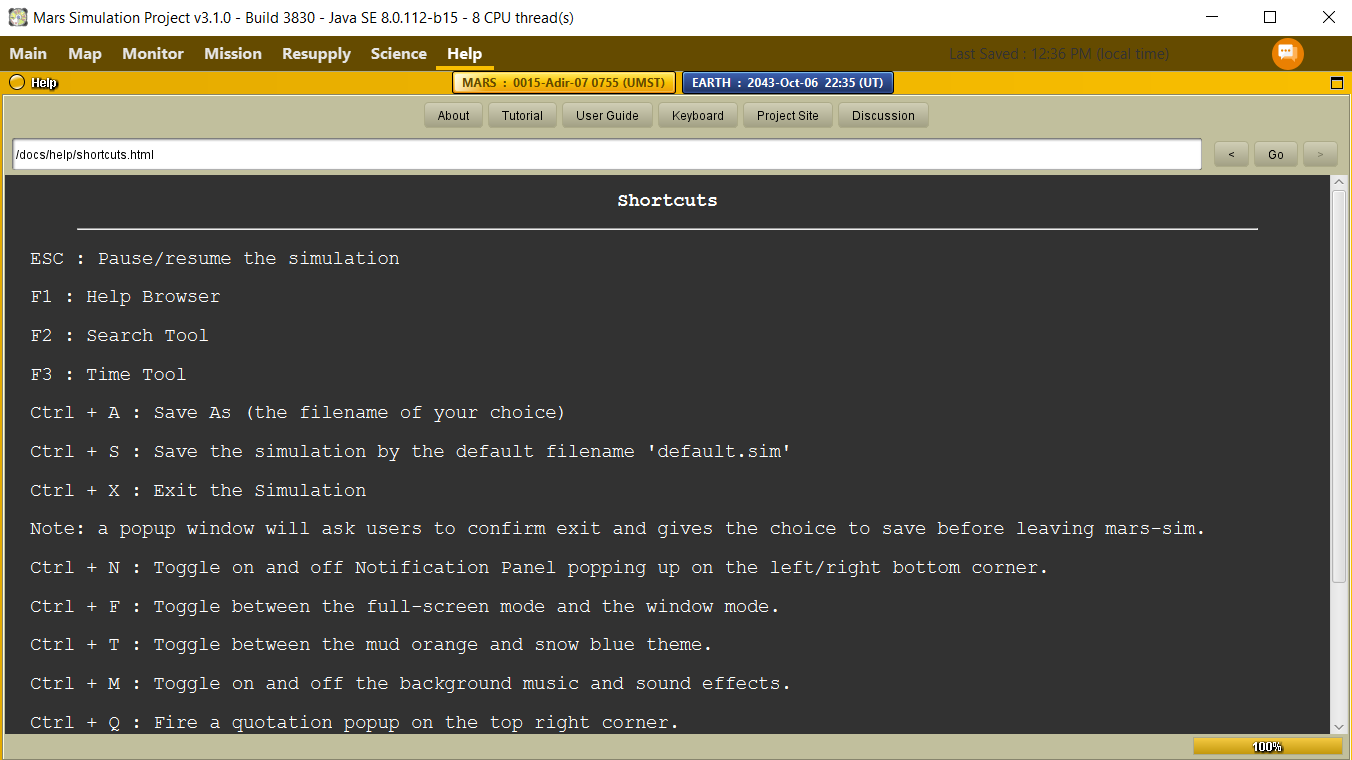 Mars Simulation Project v3.1.0 - Build 3830 - Java SE 8.0.112-b15 - 8 CPU thread(s)
Main Map Monitor Mission Resupply Science Help Last Saved : 12:36 PM (local time)
Help MARS : 0015-Adir-07 0755 (UMST) EARTH : 2043-Oct-06 22:35 (UT)
About Tutorial User Guide Keyboard Project Site Discussion
/docs/help/shortcuts.html < Go >
Shortcuts
ESC : Pause/resume the simulation
F1 : Help Browser
F2 : Search Tool
F3 : Time Tool
Ctrl + A : Save As (the filename of your choice)
Ctrl + S : Save the simulation by the default filename 'default.sim'
Ctrl + X : Exit the Simulation
Note: a popup window will ask users to confirm exit and gives the choice to save before leaving mars-sim.
Ctrl + N : Toggle on and off Notification Panel popping up on the left/right bottom corner.
Ctrl + F : Toggle between the full-screen mode and the window mode.
Ctrl + T : Toggle between the mud orange and snow blue theme.
Ctrl + M : Toggle on and off the background music and sound effects.
Ctrl + Q : Fire a quotation popup on the top right corner.
100%